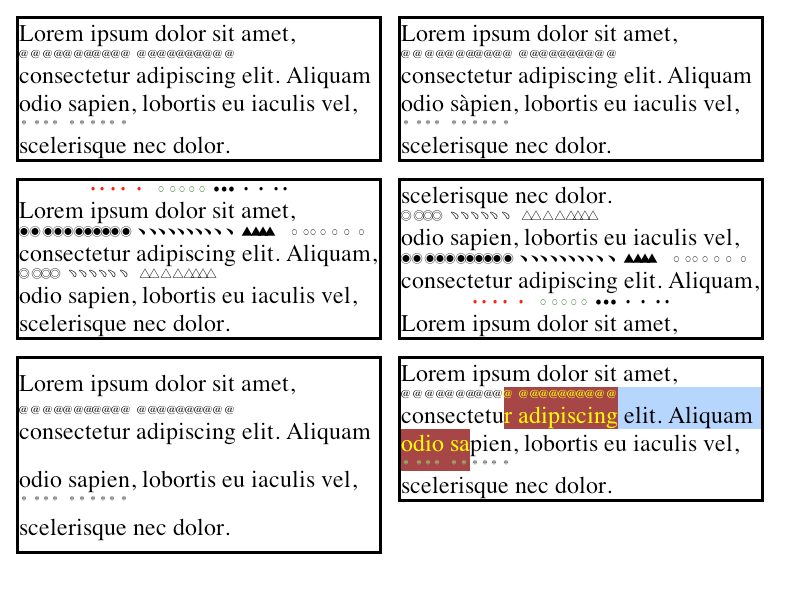 Lorem ipsum dolor sit amet,
consectetur adipiscing elit. Aliquam
odio sapien, lobortis eu iaculis vel,
scelerisque nec dolor.
Lorem ipsum dolor sit amet,
consectetur adipiscing elit. Aliquam
odio sàpien, lobortis eu iaculis vel,
scelerisque nec dolor.
Lorem ipsum dolor sit amet,
consectetur adipiscing elit. Aliquam,
odio sapien, lobortis eu iaculis vel,
scelerisque nec dolor.
scelerisque nec dolor.
odio sapien, lobortis eu iaculis vel,
consectetur adipiscing elit. Aliquam,
Lorem ipsum dolor sit amet,
Lorem ipsum dolor sit amet,
consectetur adipiscing elit. Aliquam
odio sapien, lobortis eu iaculis vel,
scelerisque nec dolor.
Lorem ipsum dolor sit amet,
consectetur adipiscing elit. Aliquam
odio sapien, lobortis eu iaculis vel,
scelerisque nec dolor.